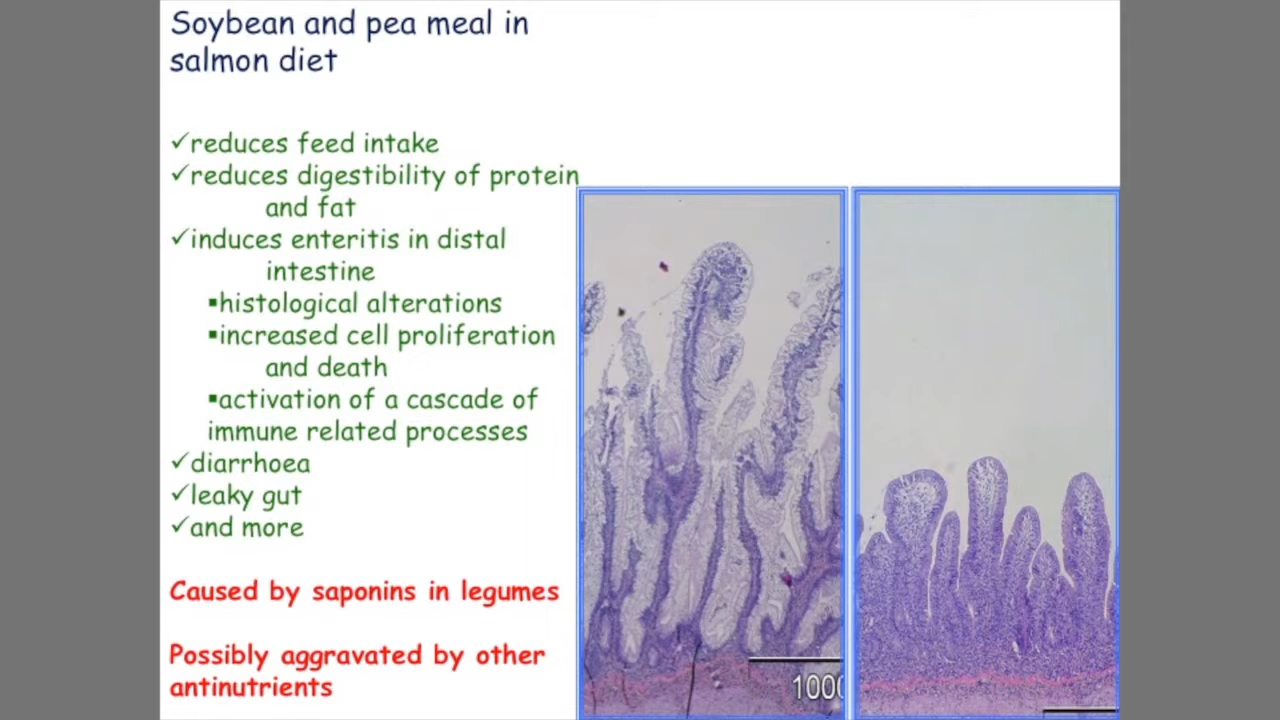 Soybean and pea meal in
salmon diet
✓reduces feed intake
✓reduces digestibility of protein
and fat
✓induces enteritis in distal
intestine
▪histological alterations
▪increased cell proliferation
and death
▪activation of a cascade of
immune related processes
✓diarrhoea
✓leaky gut
✓and more
Caused by saponins in legumes
Possibly aggravated by other
antinutrients
1000